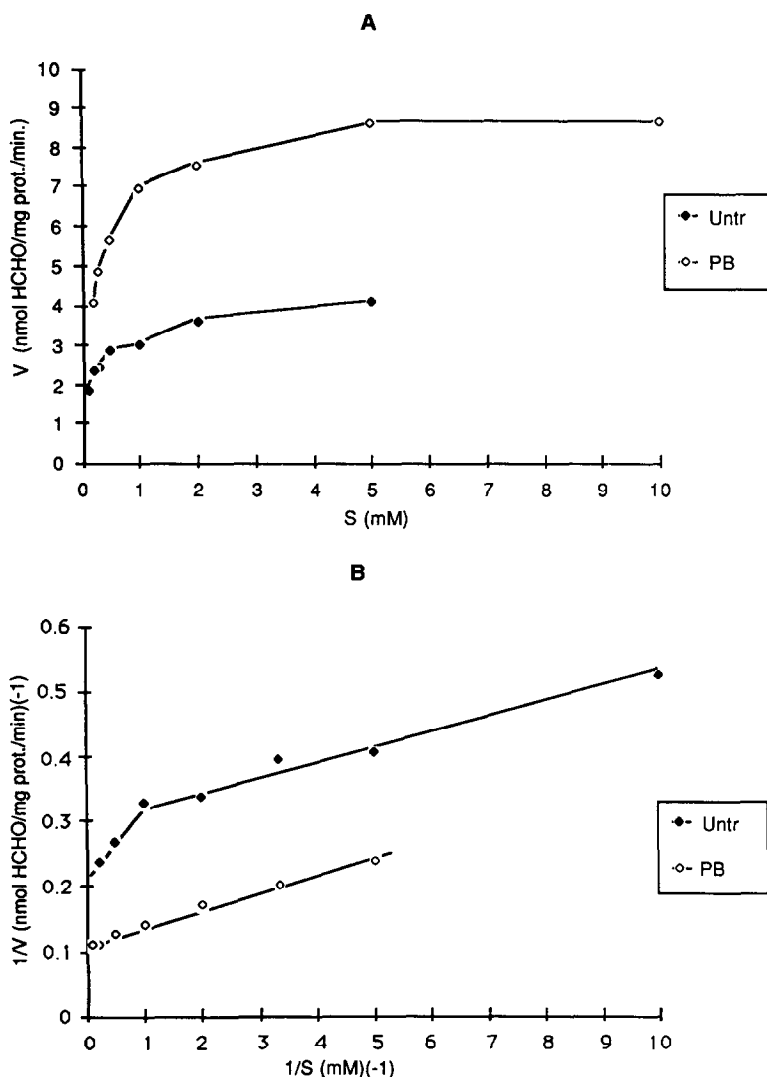 A
V (nmol HCHO/mg prot./min.)
10
9
8
7
6
5
4
3
2
1
0
0 1 2 3 4 5 6 7 8 9 10
S (mM)
Untr
PB
B
1/V (nmol HCHO/mg prot./min)(-1)
0.6
0.5
0.4
0.3
0.2
0.1
0
0 1 2 3 4 5 6 7 8 9 10
1/S (mM)(-1)
Untr
PB